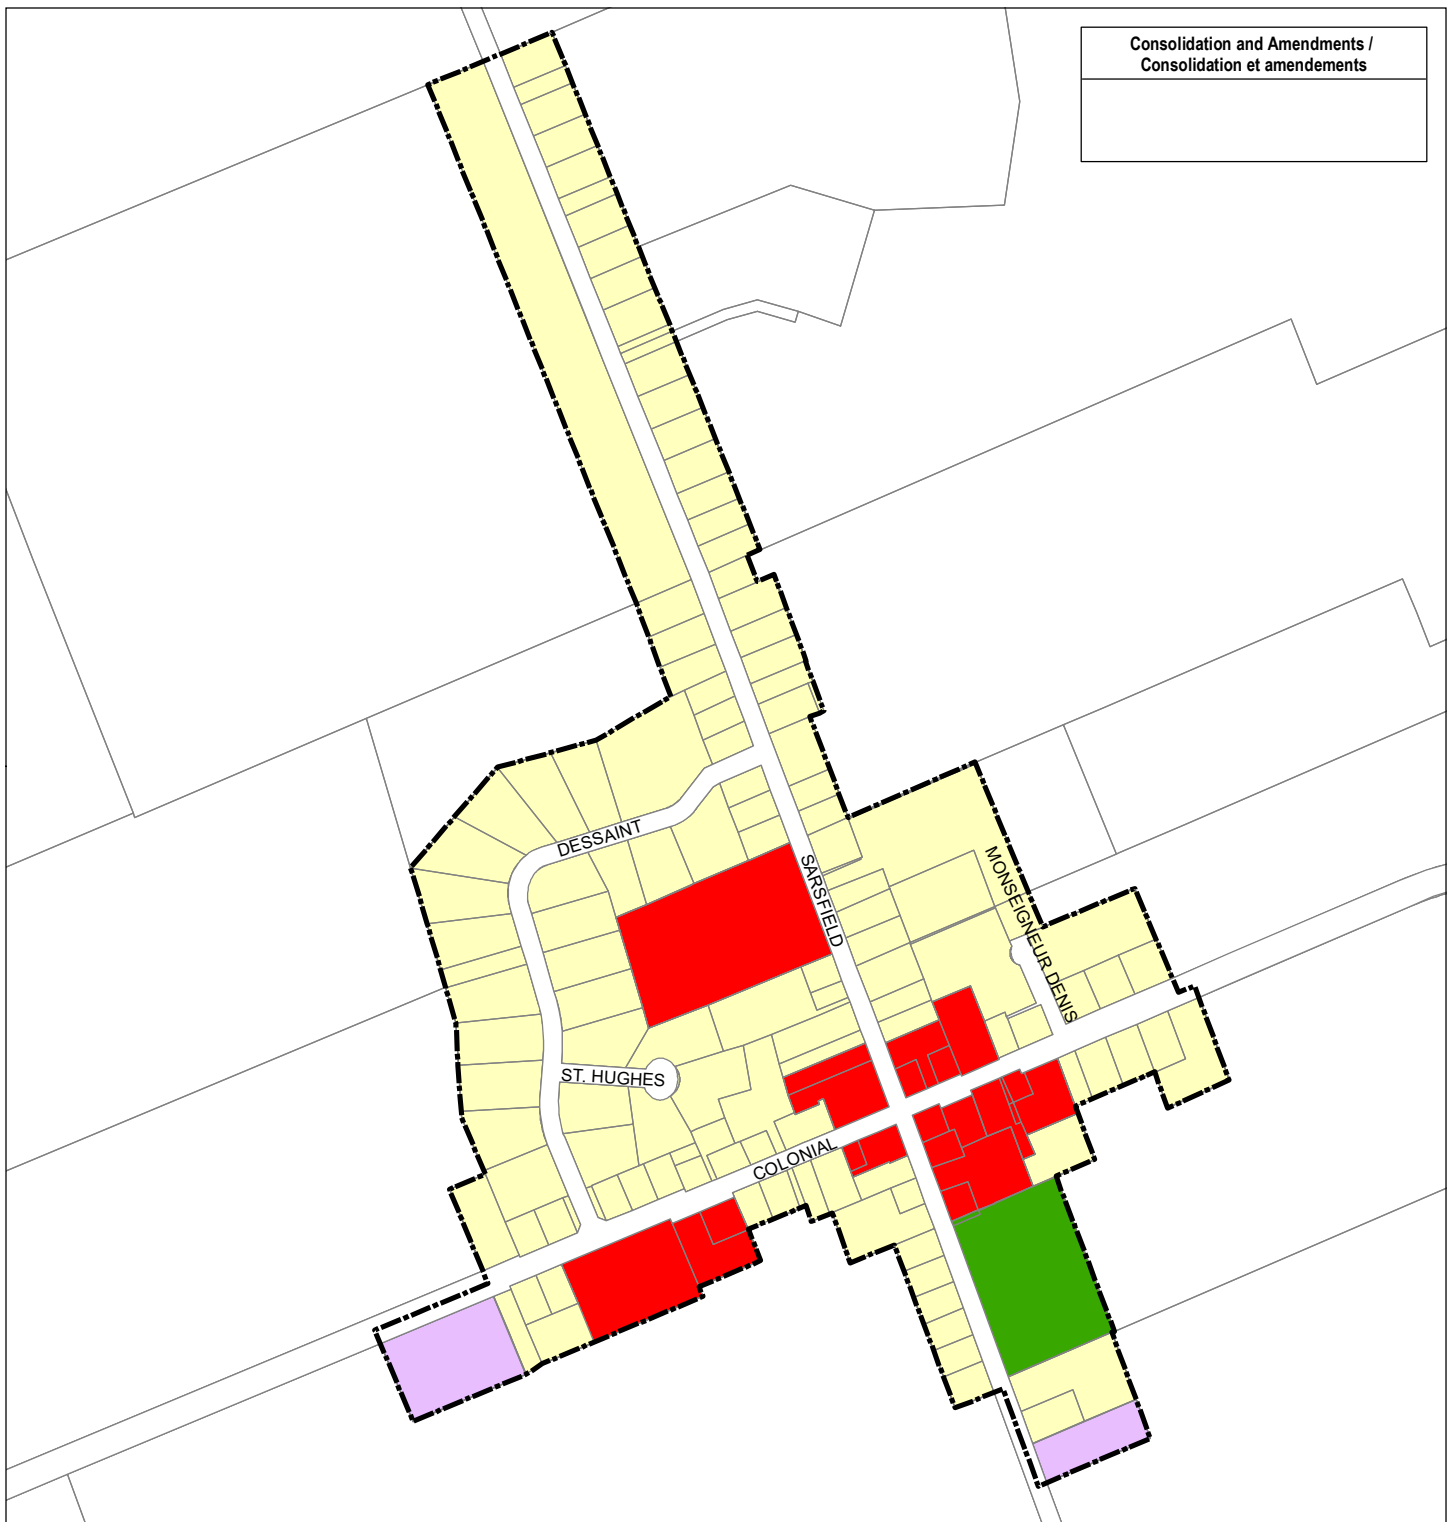 Consolidation and Amendments /
Consolidation et amendements
DESSAINT
SARSFIELD
MONSEIGNEUR DENIS
ST. HUGHES
COLONIAL